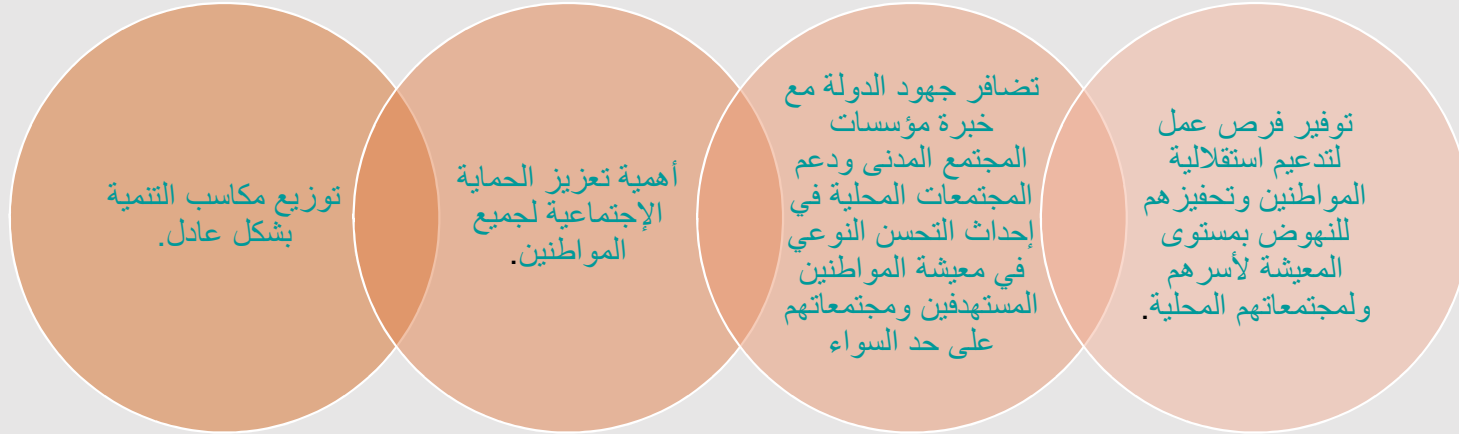 توزيع مكاسب التنمية
بشكل عادل.
أهمية تعزيز الحماية
الإجتماعية لجميع
المواطنين.
تضافر جهود الدولة مع
خبرة مؤسسات
المجتمع المدنى ودعم
المجتمعات المحلية في
إحداث التحسن النوعي
في معيشة المواطنين
المستهدفين ومجتمعاتهم
على حد السواء
توفير فرص عمل
لتدعيم استقلالية
المواطنين وتحفيزهم
للنهوض بمستوى
المعيشة لأسرهم
ولمجتمعاتهم المحلية.